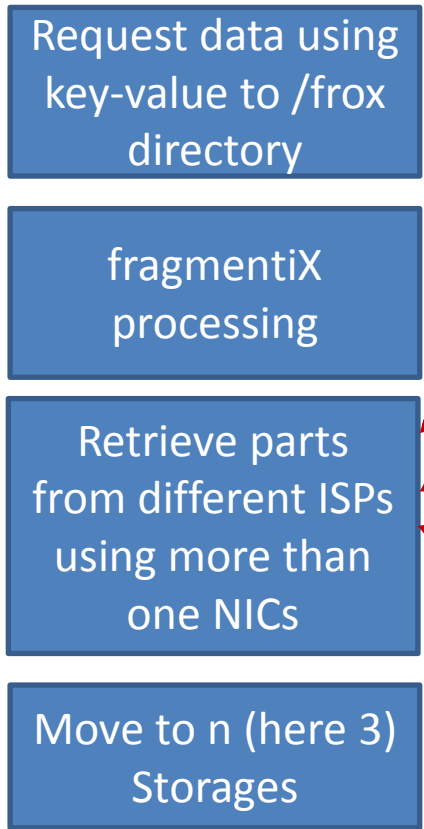 Request data using
key-value to /frox
directory
fragmentiX
processing
Retrieve parts
from different ISPs
using more than
one NICs
Move to n (here 3)
Storages